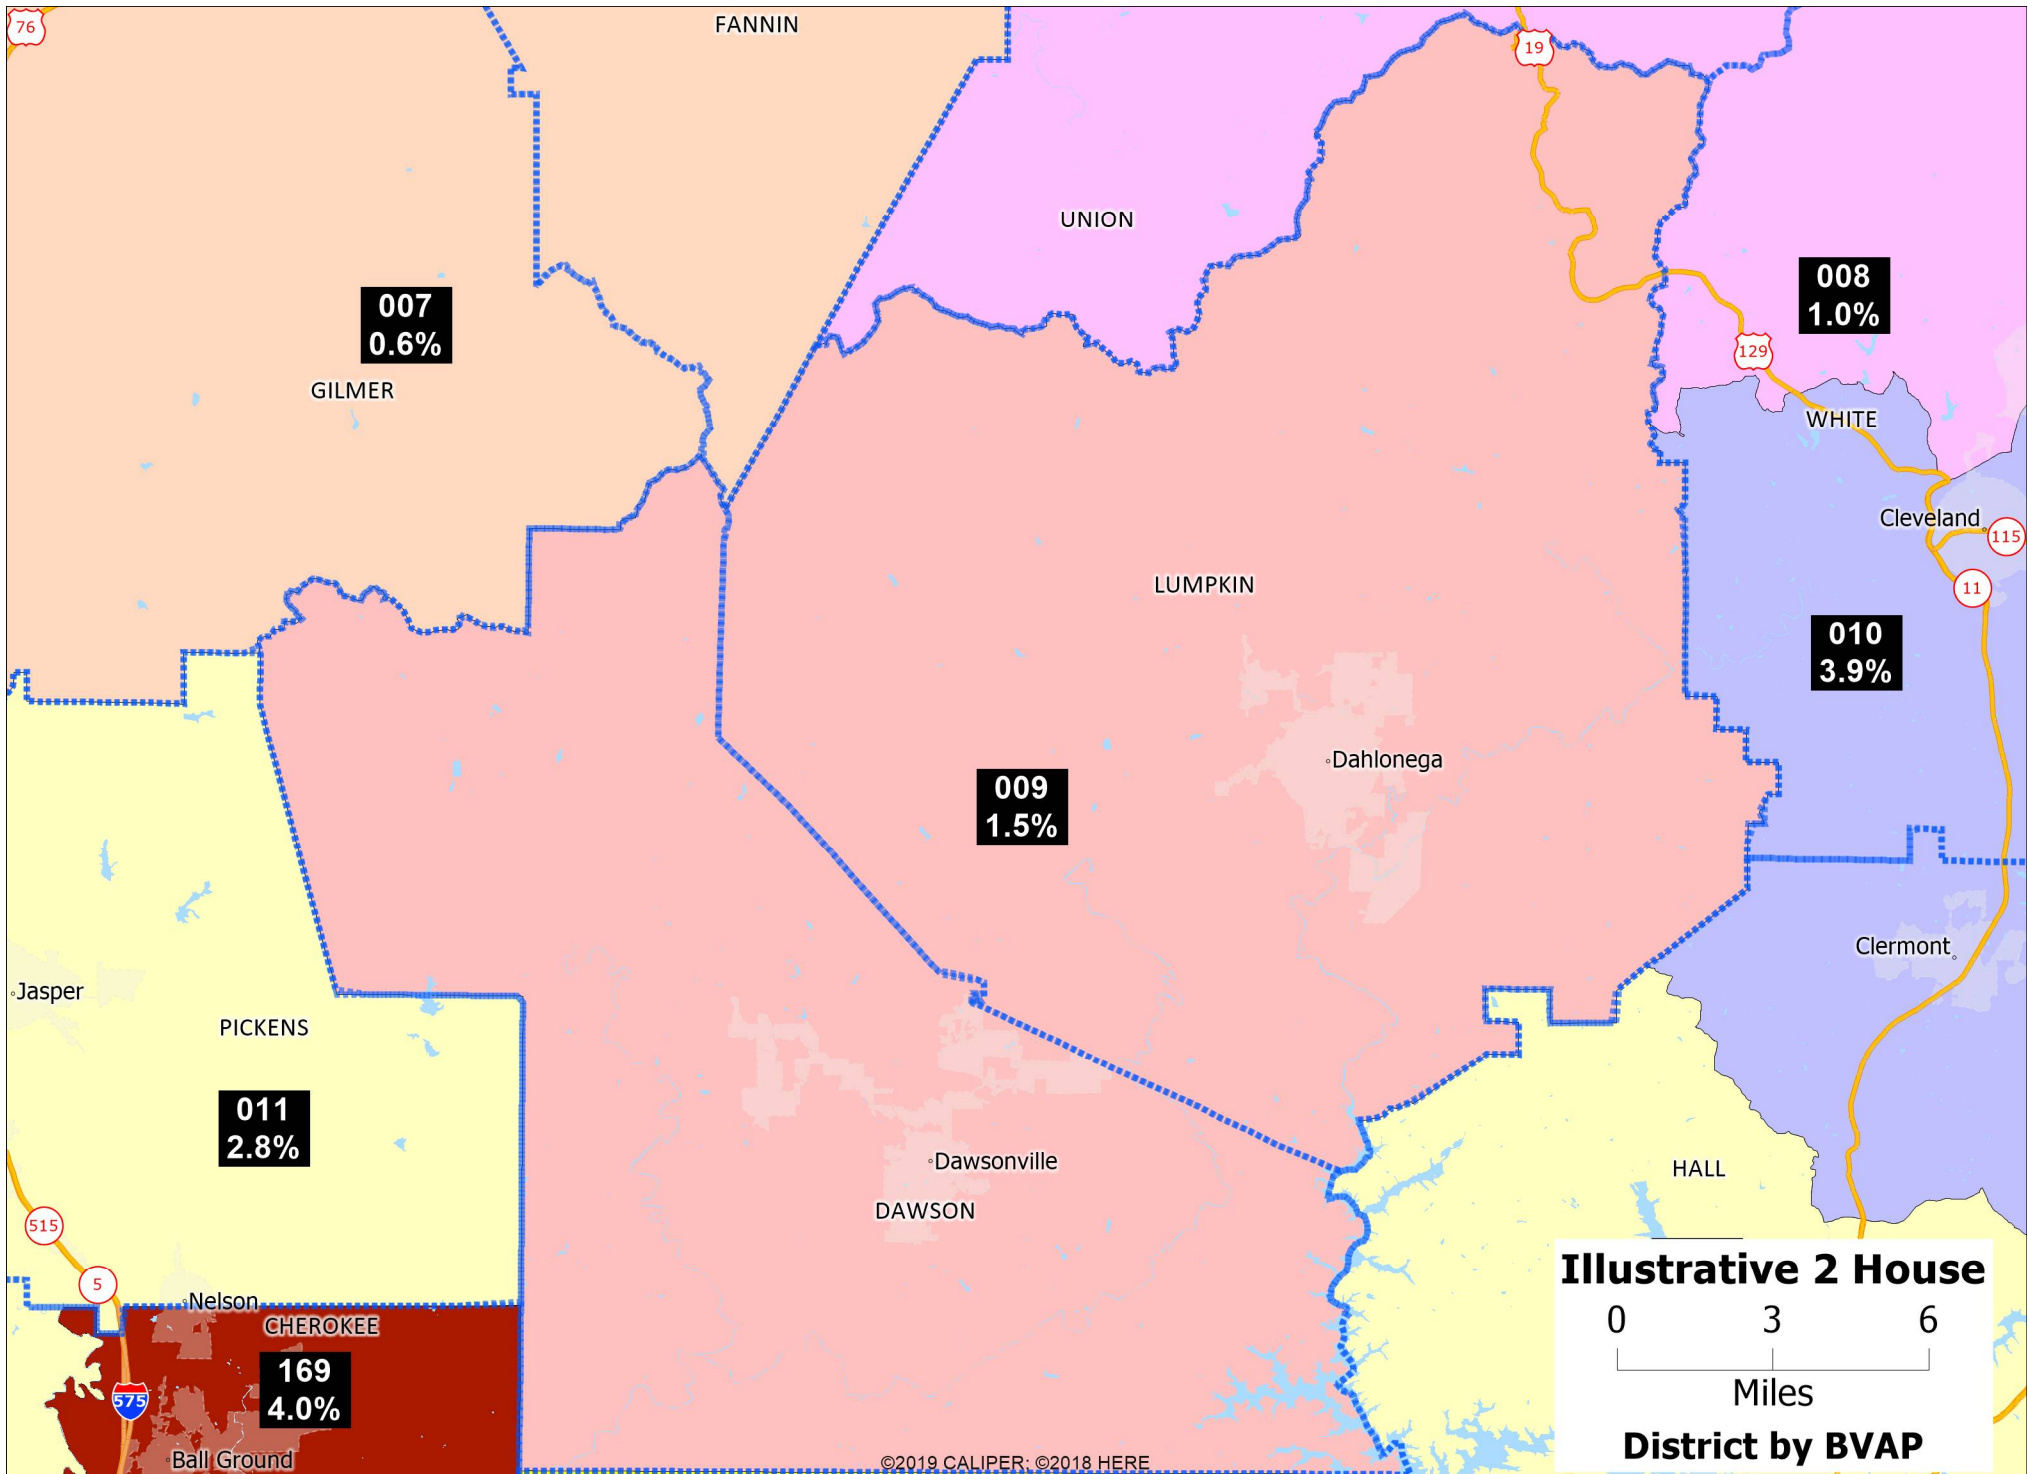 76
FANNIN
19
UNION
007
0.6%
GILMER
008
1.0%
129
WHITE
Cleveland
115
11
LUMPKIN
010
3.9%
Dahlonega
009
1.5%
Clermont
Jasper
PICKENS
011
2.8%
Dawsonville
DAWSON
HALL
515
5
Nelson
CHEROKEE
169
4.0%
575
Ball Ground
Illustrative 2 House
0 3 6
Miles
District by BVAP
©2019 CALIPER; ©2018 HERE